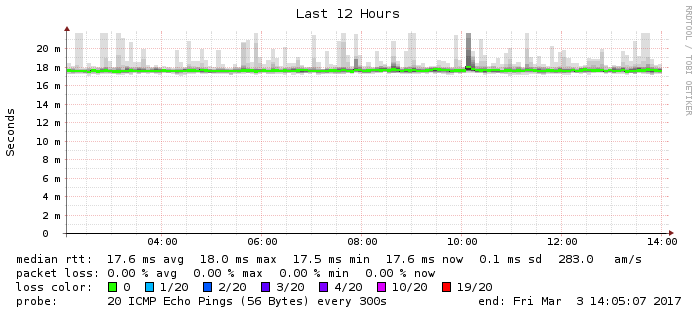 Last 12 Hours
RRDTOOL / TOBI OETIKER
Seconds
20 m
18 m
16 m
14 m
12 m
10 m
8 m
6 m
4 m
2 m
0
04:00 06:00 08:00 10:00 12:00 14:00
median rtt: 17.6 ms avg 18.0 ms max 17.5 ms min 17.6 ms now 0.1 ms sd 283.0 am/s
packet loss: 0.00 % avg 0.00 % max 0.00 % min 0.00 % now
loss color: 0 1/20 2/20 3/20 4/20 10/20 19/20
probe: 20 ICMP Echo Pings (56 Bytes) every 300s end: Fri Mar 3 14:05:07 2017